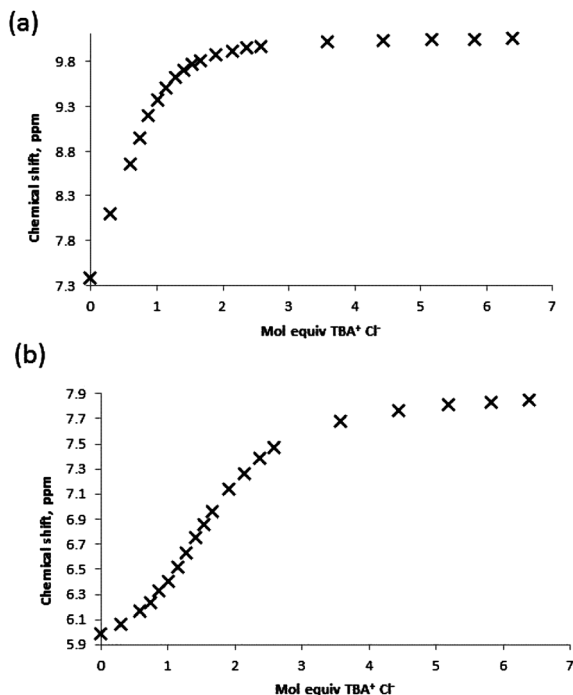 (a)
9.8
9.3
8.8
8.3
7.8
7.3
Chemical shift, ppm
0 1 2 3 4 5 6 7
Mol equiv TBA⁺ Cl⁻
(b)
7.9
7.7
7.5
7.3
7.1
6.9
6.7
6.5
6.3
6.1
5.9
Chemical shift, ppm
0 1 2 3 4 5 6 7
Mol equiv TBA⁺ Cl⁻